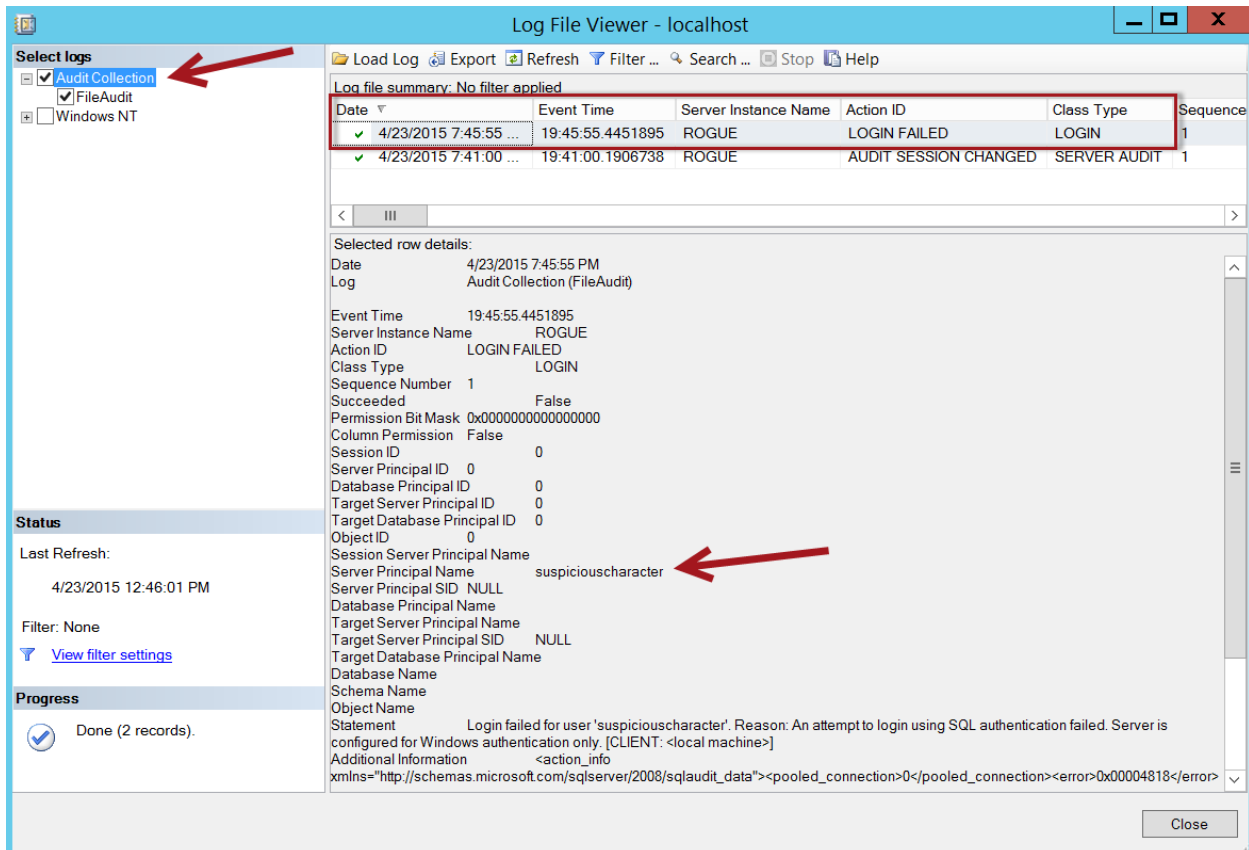 Log File Viewer - localhost
Select logs
Audit Collection
FileAudit
Windows NT
Load Log Export Refresh Filter ... Search ... Stop Help
Log file summary: No filter applied
Date Event Time Server Instance Name Action ID Class Type Sequence
4/23/2015 7:45:55 ... 19:45:55.4451895 ROGUE LOGIN FAILED LOGIN 1
4/23/2015 7:41:00 ... 19:41:00.1906738 ROGUE AUDIT SESSION CHANGED SERVER AUDIT 1
Selected row details:
Date 4/23/2015 7:45:55 PM
Log Audit Collection (FileAudit)
Event Time 19:45:55.4451895
Server Instance Name ROGUE
Action ID LOGIN FAILED
Class Type LOGIN
Sequence Number 1
Succeeded False
Permission Bit Mask 0x0000000000000000
Column Permission False
Session ID 0
Server Principal ID 0
Database Principal ID 0
Target Server Principal ID 0
Target Database Principal ID 0
Object ID 0
Session Server Principal Name
Server Principal Name suspiciouscharacter
Server Principal SID NULL
Database Principal Name
Target Server Principal Name
Target Server Principal SID NULL
Target Database Principal Name
Database Name
Schema Name
Object Name
Statement Login failed for user 'suspiciouscharacter'. Reason: An attempt to login using SQL authentication failed. Server is
configured for Windows authentication only. [CLIENT: <local machine>]
Additional Information <action_info
xmlns="http://schemas.microsoft.com/sqlserver/2008/sqlaudit_data"><pooled_connection>0</pooled_connection><error>0x00004818</error>
Status
Last Refresh:
4/23/2015 12:46:01 PM
Filter: None
View filter settings
Progress
Done (2 records).
Close